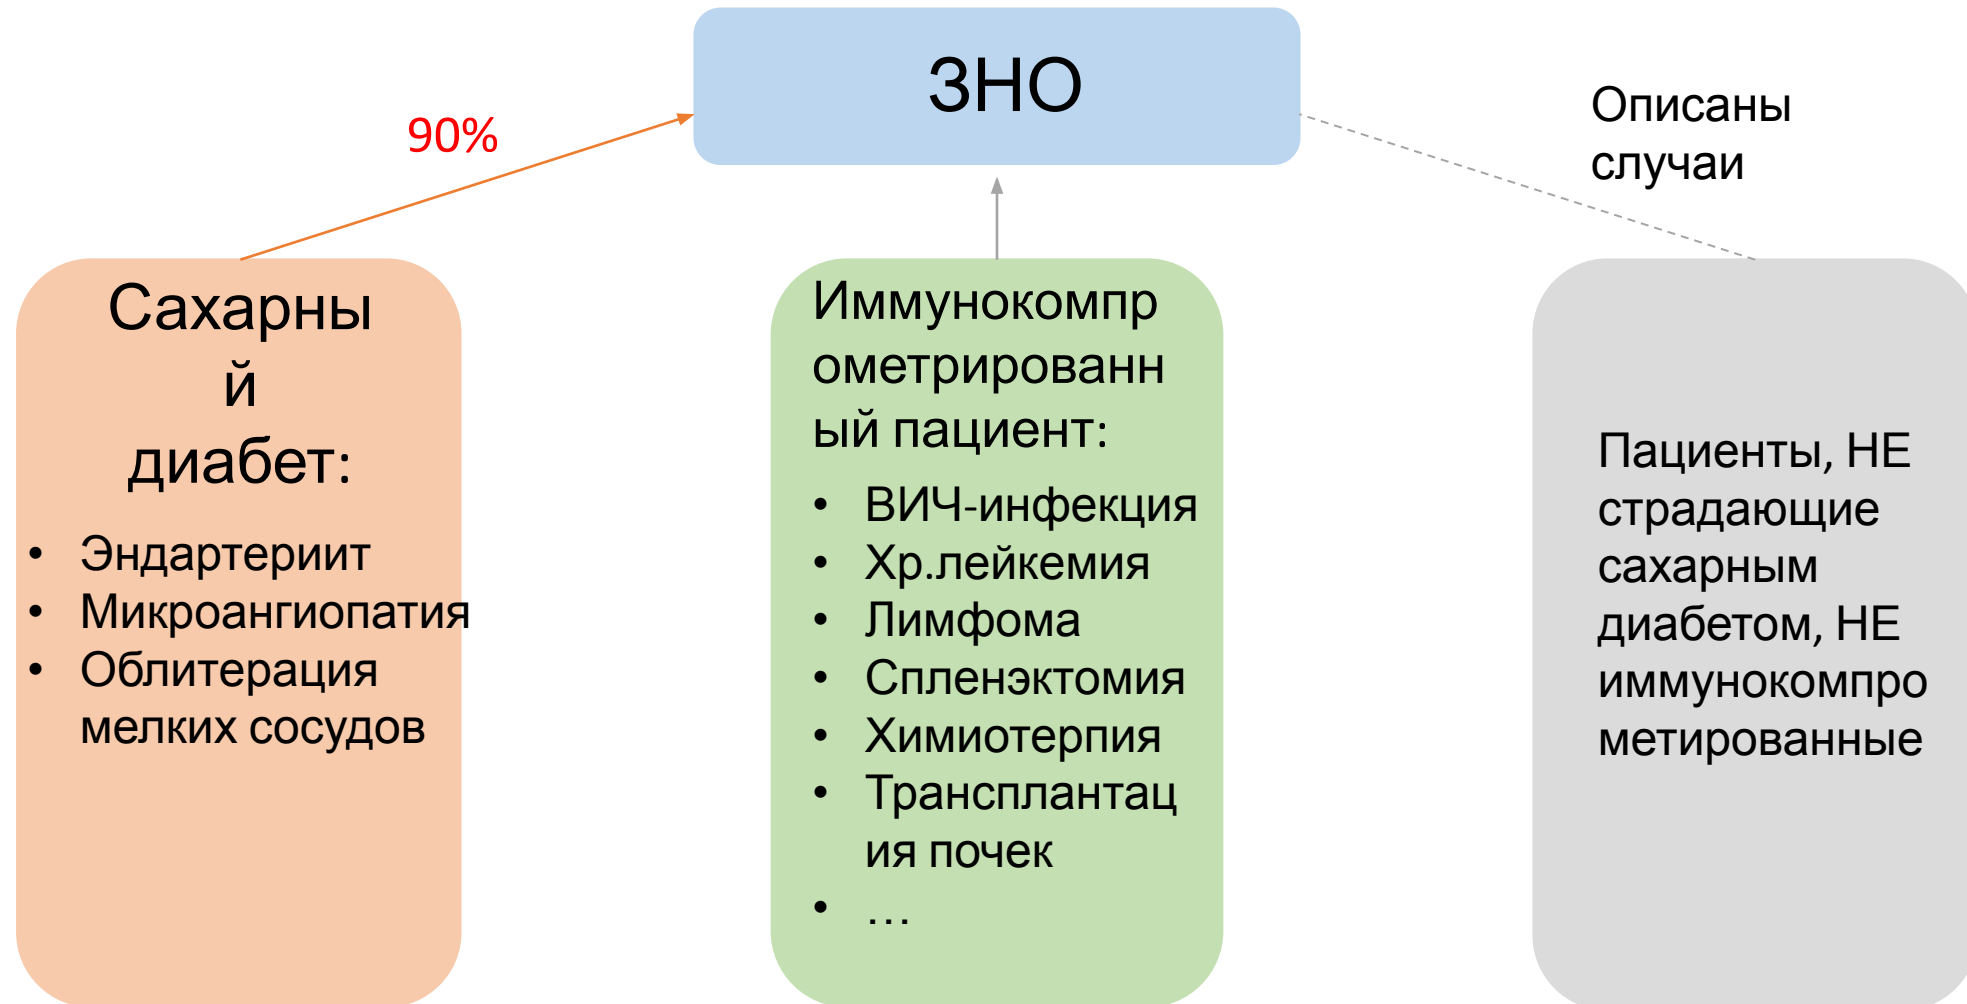 ЗНО
90%
Описаны
случаи
Сахарны
й
диабет:
• Эндартериит
• Микроангиопатия
• Облитерация
мелких сосудов
Иммунокомпр
ометрированн
ый пациент:
• ВИЧ-инфекция
• Хр.лейкемия
• Лимфома
• Спленэктомия
• Химиотерпия
• Трансплантац
ия почек
• …
Пациенты, НЕ
страдающие
сахарным
диабетом, НЕ
иммунокомпро
метированные